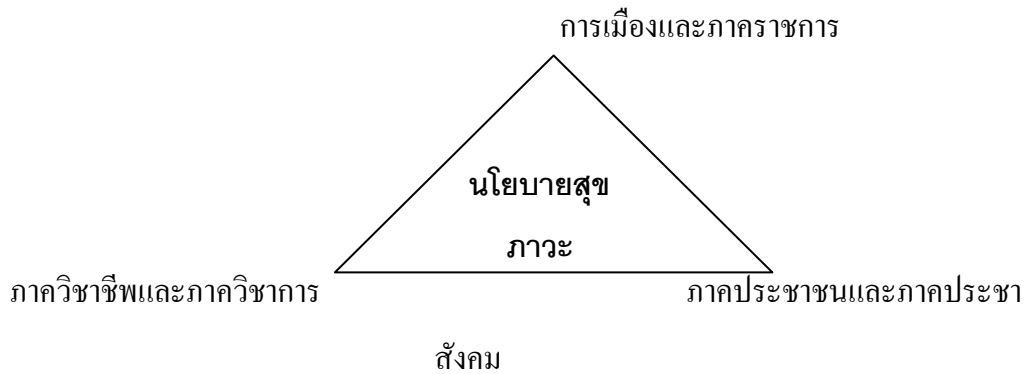 การเมืองและภาคราชการ
นโยบายสุข
ภาวะ
ภาควิชาชีพและภาควิชาการ ภาคประชาชนและภาคประชา
สังคม